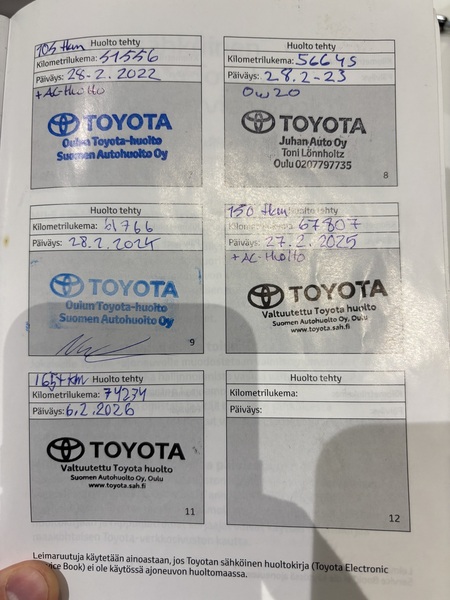 105 tkm Huolto tehty
Kilometrilukema: 51556
Päiväys: 28-2. 2022
+AC-Huolto
TOYOTA
Oulun Toyota-huolto
Suomen Autohuolto Oy
Huolto tehty
Kilometrilukema: 56645
Päiväys: 28.2-23
0w20
TOYOTA
Juhan Auto Oy
Toni Lönnholtz
Oulu 0207797735
8
Huolto tehty
Kilometrilukema: 61766
Päiväys: 28.2.2024
TOYOTA
Oulun Toyota-huolto
Suomen Autohuolto Oy
9
150 tkm Huolto tehty
Kilometrilukema: 67807
Päiväys: 27.2.2025
+AC-Huolto
TOYOTA
Valtuutettu Toyota huolto
Suomen Autohuolto Oy, Oulu
www.toyota.sah.fi
165tkm Huolto tehty
Kilometrilukema: 74234
Päiväys: 6.2.2026
TOYOTA
Valtuutettu Toyota huolto
Suomen Autohuolto Oy, Oulu
www.toyota.sah.fi
11
Huolto tehty
Kilometrilukema:
Päiväys:
12
Leimaruutuja käytetään ainoastaan, jos Toyotan sähköinen huoltokirja (Toyota Electronic
Book) ei ole käytössä ajoneuvon huoltomaassa.